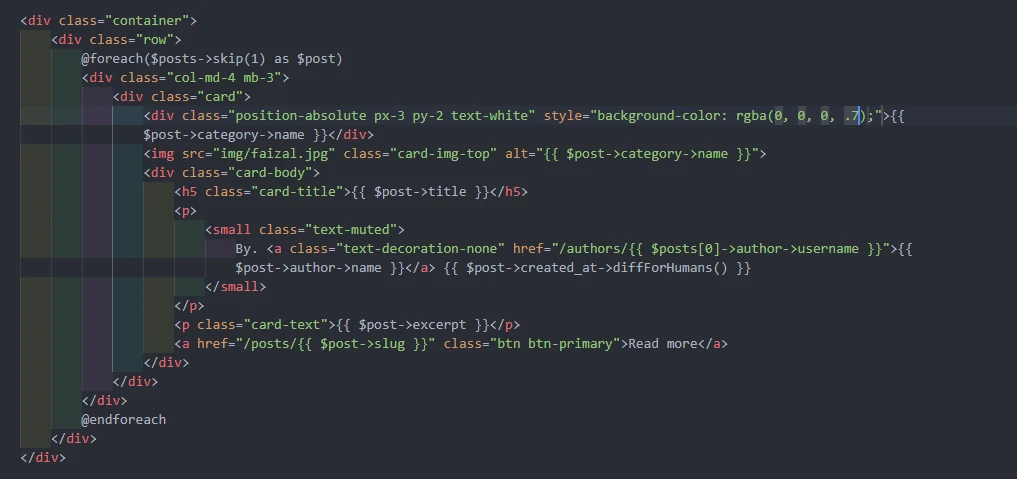 <div class="container">
<div class="row">
@foreach($posts->skip(1) as $post)
<div class="col-md-4 mb-3">
<div class="card">
<div class="position-absolute px-3 py-2 text-white" style="background-color: rgba(0, 0, 0, .7);">{{
$post->category->name }}</div>
<img src="img/faizal.jpg" class="card-img-top" alt="{{ $post->category->name }}">
<div class="card-body">
<h5 class="card-title">{{ $post->title }}</h5>
<p>
<small class="text-muted">
By. <a class="text-decoration-none" href="/authors/{{ $posts[0]->author->username }}">{{
$post->author->name }}</a> {{ $post->created_at->diffForHumans() }}
</small>
</p>
<p class="card-text">{{ $post->excerpt }}</p>
<a href="/posts/{{ $post->slug }}" class="btn btn-primary">Read more</a>
</div>
</div>
</div>
@endforeach
</div>
</div>